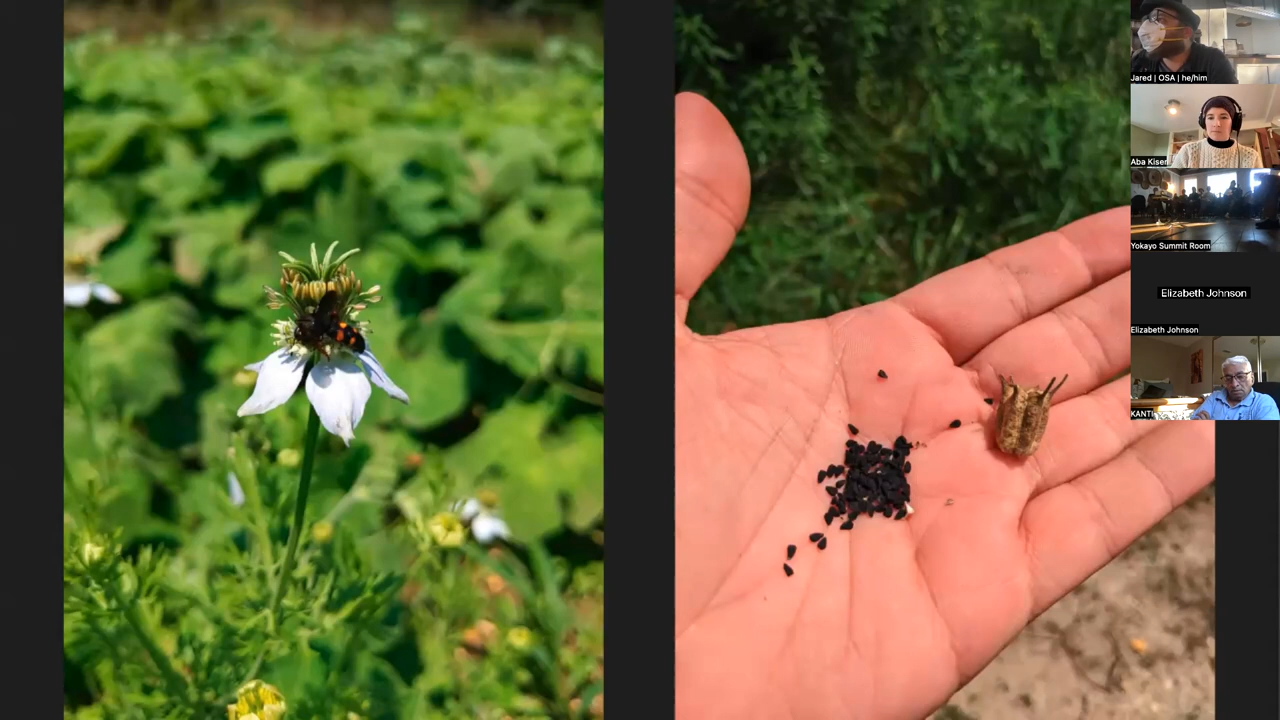 Jared | OSA | he/him
Aba Kiser
Yokayo Summit Room
Elizabeth Johnson
Elizabeth Johnson
KANTI